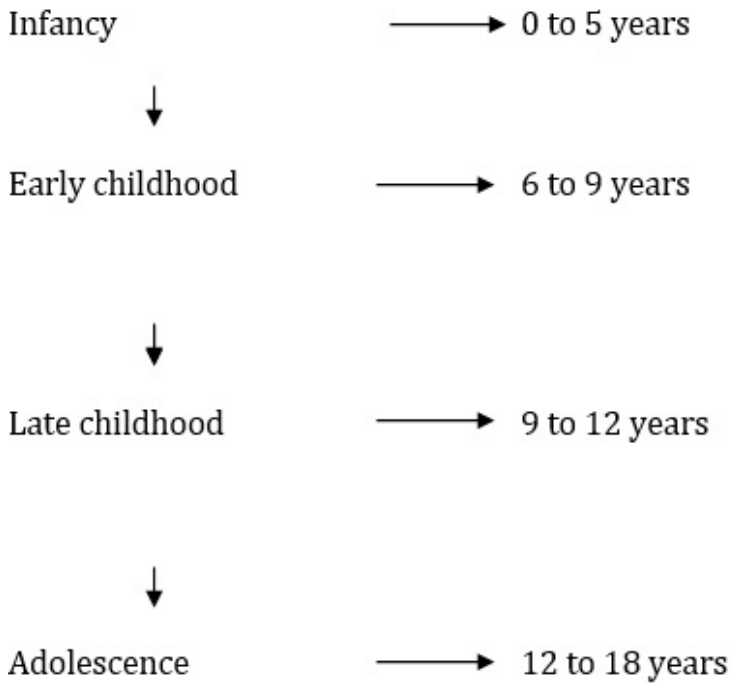 Infancy 0 to 5 years
Early childhood 6 to 9 years
Late childhood 9 to 12 years
Adolescence 12 to 18 years